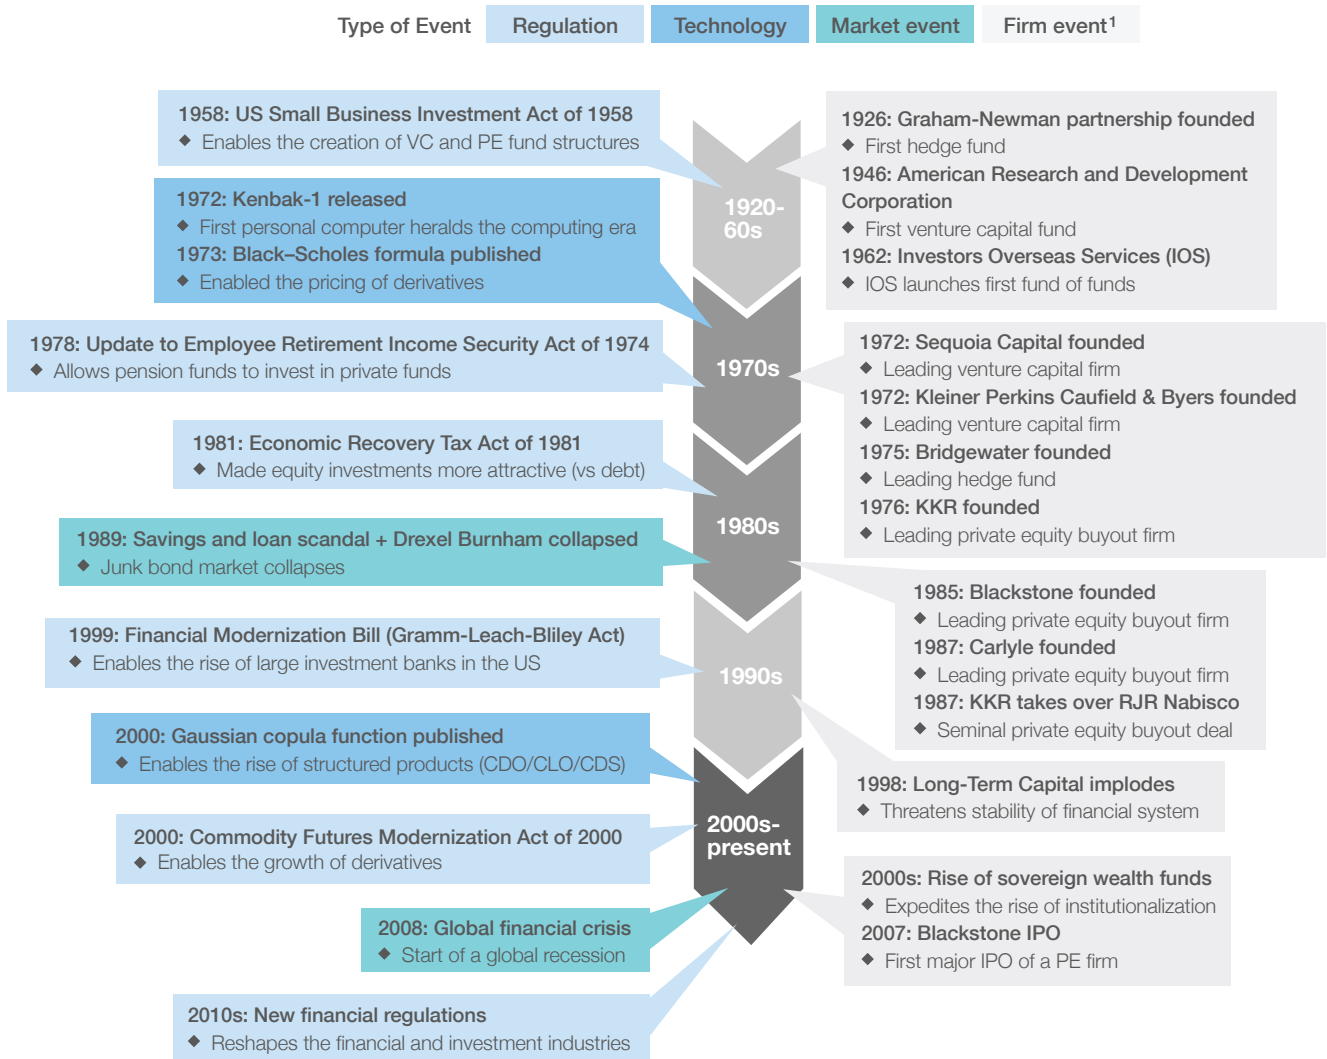 Type of Event Regulation Technology Market event Firm event¹
1958: US Small Business Investment Act of 1958
◆ Enables the creation of VC and PE fund structures
1972: Kenbak-1 released
◆ First personal computer heralds the computing era
1973: Black–Scholes formula published
◆ Enabled the pricing of derivatives
1978: Update to Employee Retirement Income Security Act of 1974
◆ Allows pension funds to invest in private funds
1981: Economic Recovery Tax Act of 1981
◆ Made equity investments more attractive (vs debt)
1989: Savings and loan scandal + Drexel Burnham collapsed
◆ Junk bond market collapses
1999: Financial Modernization Bill (Gramm-Leach-Bliley Act)
◆ Enables the rise of large investment banks in the US
2000: Gaussian copula function published
◆ Enables the rise of structured products (CDO/CLO/CDS)
2000: Commodity Futures Modernization Act of 2000
◆ Enables the growth of derivatives
2008: Global financial crisis
◆ Start of a global recession
2010s: New financial regulations
◆ Reshapes the financial and investment industries
1920-
60s
1970s
1980s
1990s
2000s-
present
1926: Graham-Newman partnership founded
◆ First hedge fund
1946: American Research and Development
Corporation
◆ First venture capital fund
1962: Investors Overseas Services (IOS)
◆ IOS launches first fund of funds
1972: Sequoia Capital founded
◆ Leading venture capital firm
1972: Kleiner Perkins Caufield & Byers founded
◆ Leading venture capital firm
1975: Bridgewater founded
◆ Leading hedge fund
1976: KKR founded
◆ Leading private equity buyout firm
1985: Blackstone founded
◆ Leading private equity buyout firm
1987: Carlyle founded
◆ Leading private equity buyout firm
1987: KKR takes over RJR Nabisco
◆ Seminal private equity buyout deal
1998: Long-Term Capital implodes
◆ Threatens stability of financial system
2000s: Rise of sovereign wealth funds
◆ Expedites the rise of institutionalization
2007: Blackstone IPO
◆ First major IPO of a PE firm